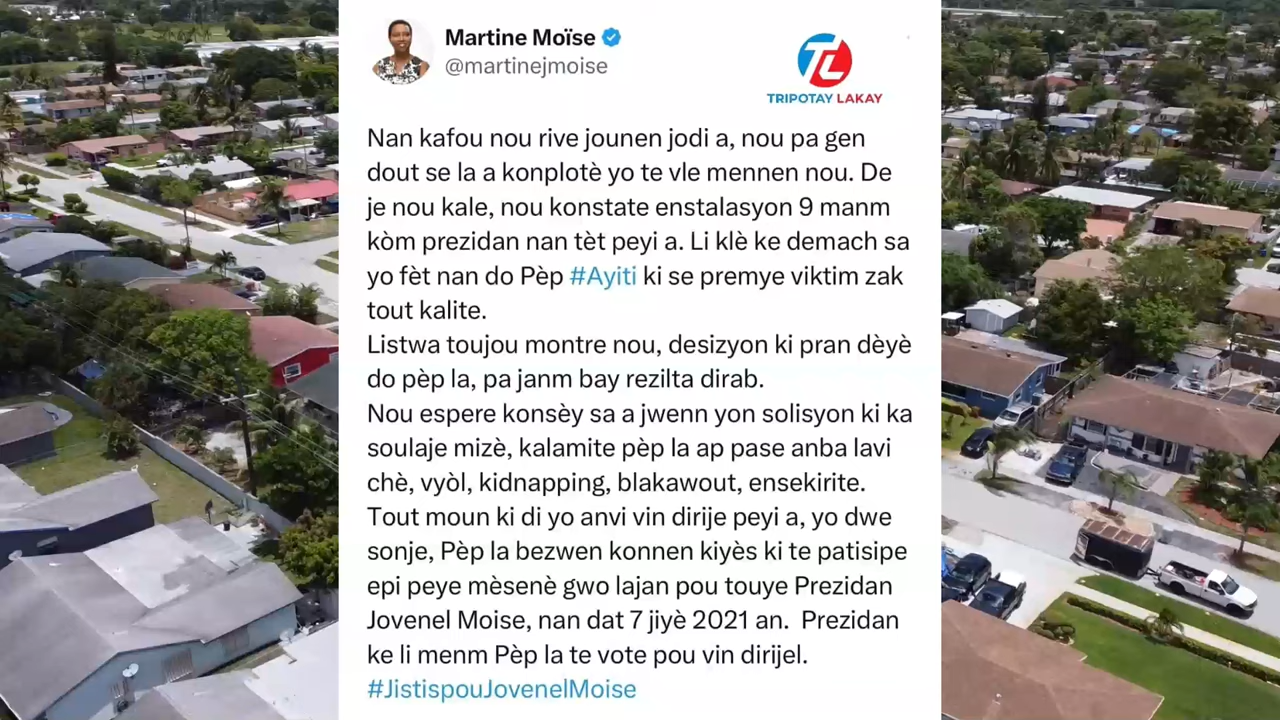 Martine Moïse
@martinejmoise
TRIPOTAY LAKAY
Nan kafou nou rive jounen jodi a, nou pa gen
dout se la a konplotè yo te vle mennen nou. De
je nou kale, nou konstate enstalasyon 9 manm
kòm prezidan nan tèt peyi a. Li klè ke demach sa
yo fèt nan do Pèp #Ayiti ki se premye viktim zak
tout kalite.
Listwa toujou montre nou, desizyon ki pran dèyè
do pèp la, pa janm bay rezilta dirab.
Nou espere konsèy sa a jwenn yon solisyon ki ka
soulaje mizè, kalamite pèp la ap pase anba lavi
chè, vyòl, kidnapping, blakawout, ensekirite.
Tout moun ki di yo anvi vin dirije peyi a, yo dwe
sonje, Pèp la bezwen konnen kiyès ki te patisipe
epi peye mèsenè gwo lajan pou touye Prezidan
Jovenel Moise, nan dat 7 jiyè 2021 an. Prezidan
ke li menm Pèp la te vote pou vin dirijel.
#JistispouJovenelMoise